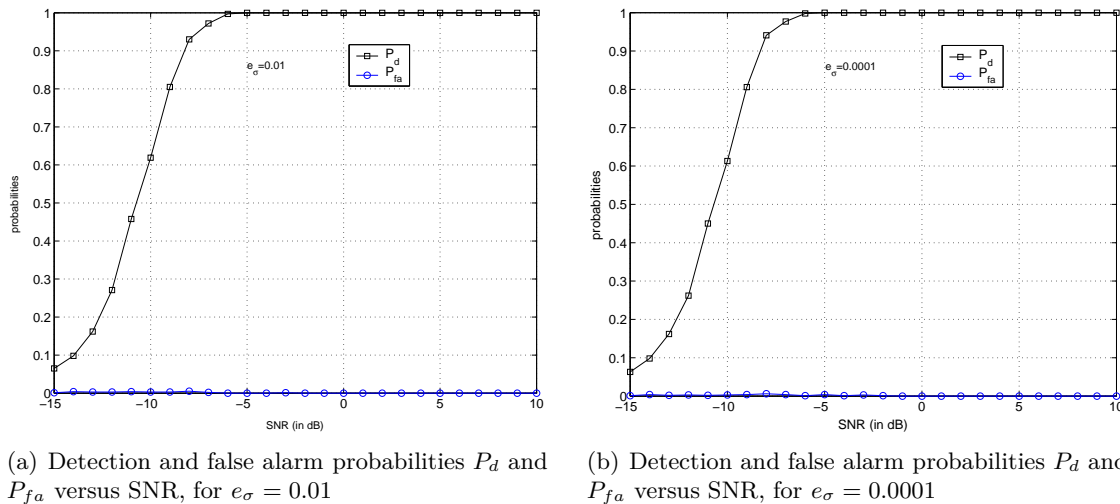 1
0.9
0.8
0.7
0.6
0.5
0.4
0.3
0.2
0.1
0
probabilities
e_σ=0.01
P_d
P_fa
−15 −10 −5 0 5 10
SNR (in dB)
(a) Detection and false alarm probabilities P_d and
P_fa versus SNR, for e_σ = 0.01
1
0.9
0.8
0.7
0.6
0.5
0.4
0.3
0.2
0.1
0
probabilities
e_σ=0.0001
P_d
P_fa
−15 −10 −5 0 5 10
SNR (in dB)
(b) Detection and false alarm probabilities P_d and
P_fa versus SNR, for e_σ = 0.0001